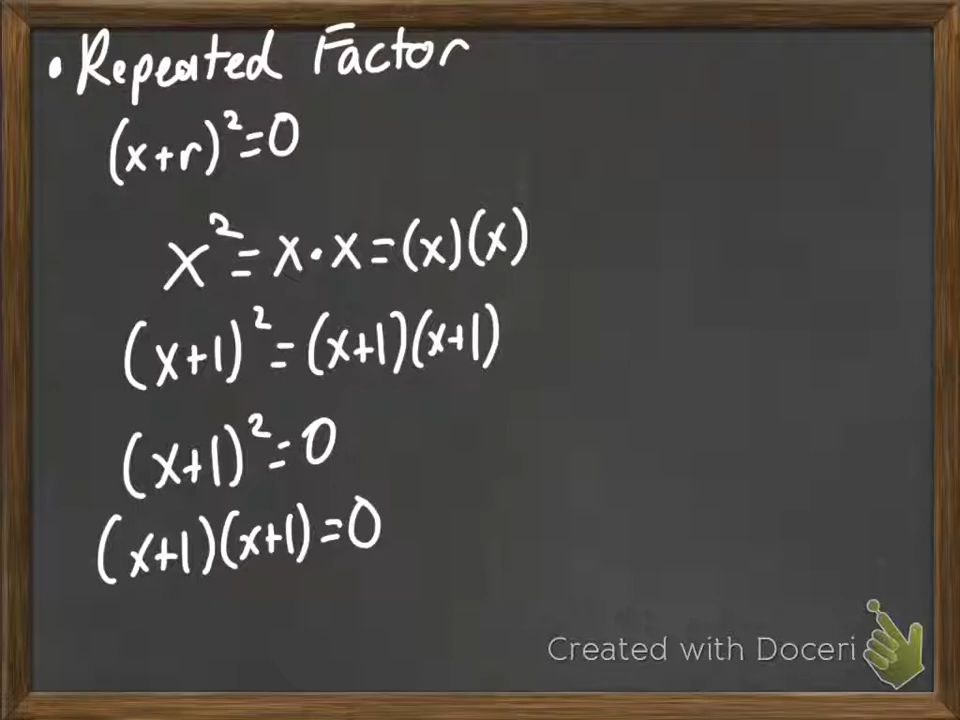 • Repeated Factor
(x+r)²=0
x²=x·x=(x)(x)
(x+1)²=(x+1)(x+1)
(x+1)²=0
(x+1)(x+1)=0
Created with Doceri